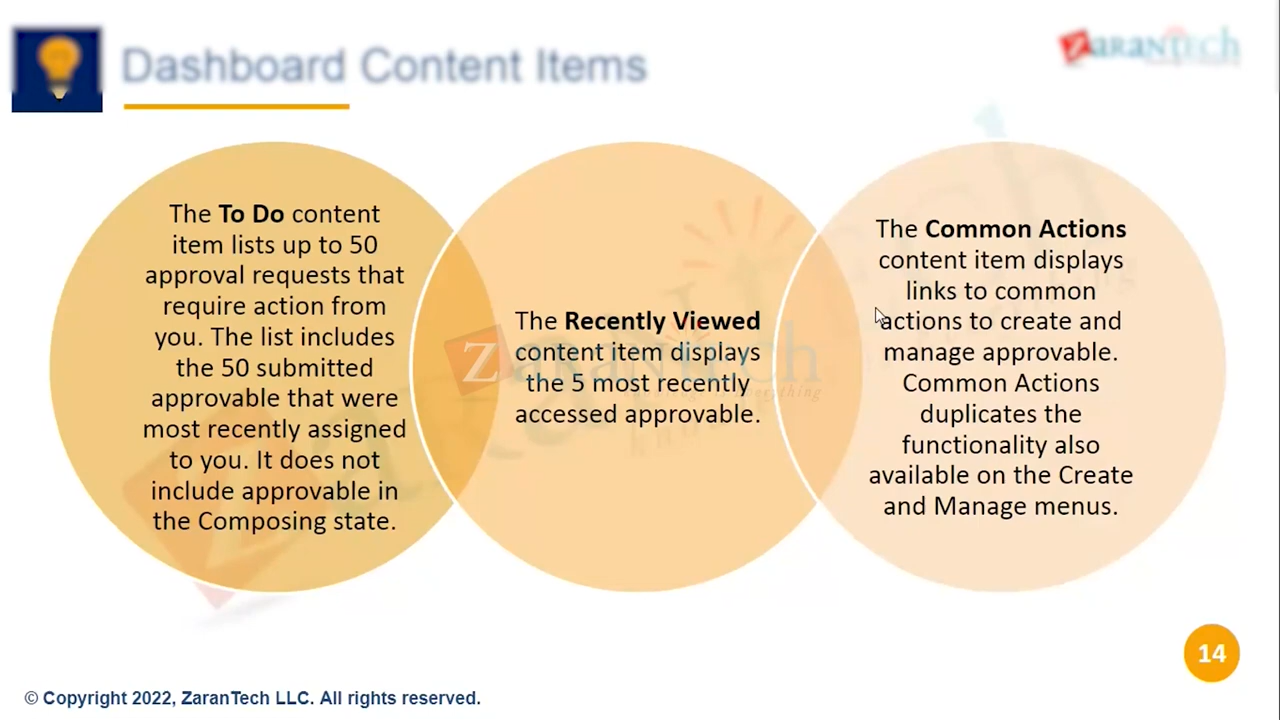 Dashboard Content Items
ZARANTECH
The To Do content
item lists up to 50
approval requests that
require action from
you. The list includes
the 50 submitted
approvable that were
most recently assigned
to you. It does not
include approvable in
the Composing state.
The Recently Viewed
content item displays
the 5 most recently
accessed approvable.
The Common Actions
content item displays
links to common
actions to create and
manage approvable.
Common Actions
duplicates the
functionality also
available on the Create
and Manage menus.
14
© Copyright 2022, ZaranTech LLC. All rights reserved.